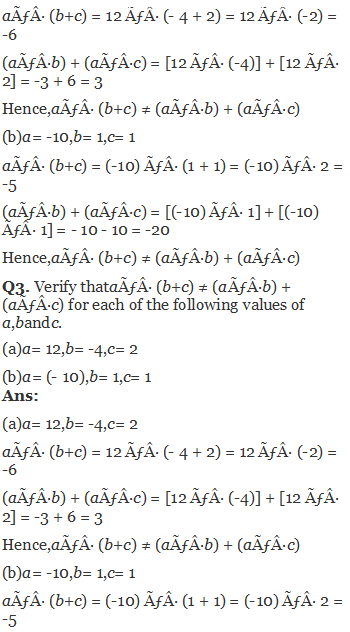 aÃƒÂ· (b+c) = 12 ÃƒÂ· (- 4 + 2) = 12 ÃƒÂ· (-2) =
-6
(aÃƒÂ·b) + (aÃƒÂ·c) = [12 ÃƒÂ· (-4)] + [12 ÃƒÂ·
2] = -3 + 6 = 3
Hence,aÃƒÂ· (b+c) ≠ (aÃƒÂ·b) + (aÃƒÂ·c)
(b)a= -10,b= 1,c= 1
aÃƒÂ· (b+c) = (-10) ÃƒÂ· (1 + 1) = (-10) ÃƒÂ· 2 =
-5
(aÃƒÂ·b) + (aÃƒÂ·c) = [(-10) ÃƒÂ· 1] + [(-10)
ÃƒÂ· 1] = - 10 - 10 = -20
Hence,aÃƒÂ· (b+c) ≠ (aÃƒÂ·b) + (aÃƒÂ·c)
Q3. Verify thataÃƒÂ· (b+c) ≠ (aÃƒÂ·b) +
(aÃƒÂ·c) for each of the following values of
a,bandc.
(a)a= 12,b= -4,c= 2
(b)a= (- 10),b= 1,c= 1
Ans:
(a)a= 12,b= -4,c= 2
aÃƒÂ· (b+c) = 12 ÃƒÂ· (- 4 + 2) = 12 ÃƒÂ· (-2) =
-6
(aÃƒÂ·b) + (aÃƒÂ·c) = [12 ÃƒÂ· (-4)] + [12 ÃƒÂ·
2] = -3 + 6 = 3
Hence,aÃƒÂ· (b+c) ≠ (aÃƒÂ·b) + (aÃƒÂ·c)
(b)a= -10,b= 1,c= 1
aÃƒÂ· (b+c) = (-10) ÃƒÂ· (1 + 1) = (-10) ÃƒÂ· 2 =
-5